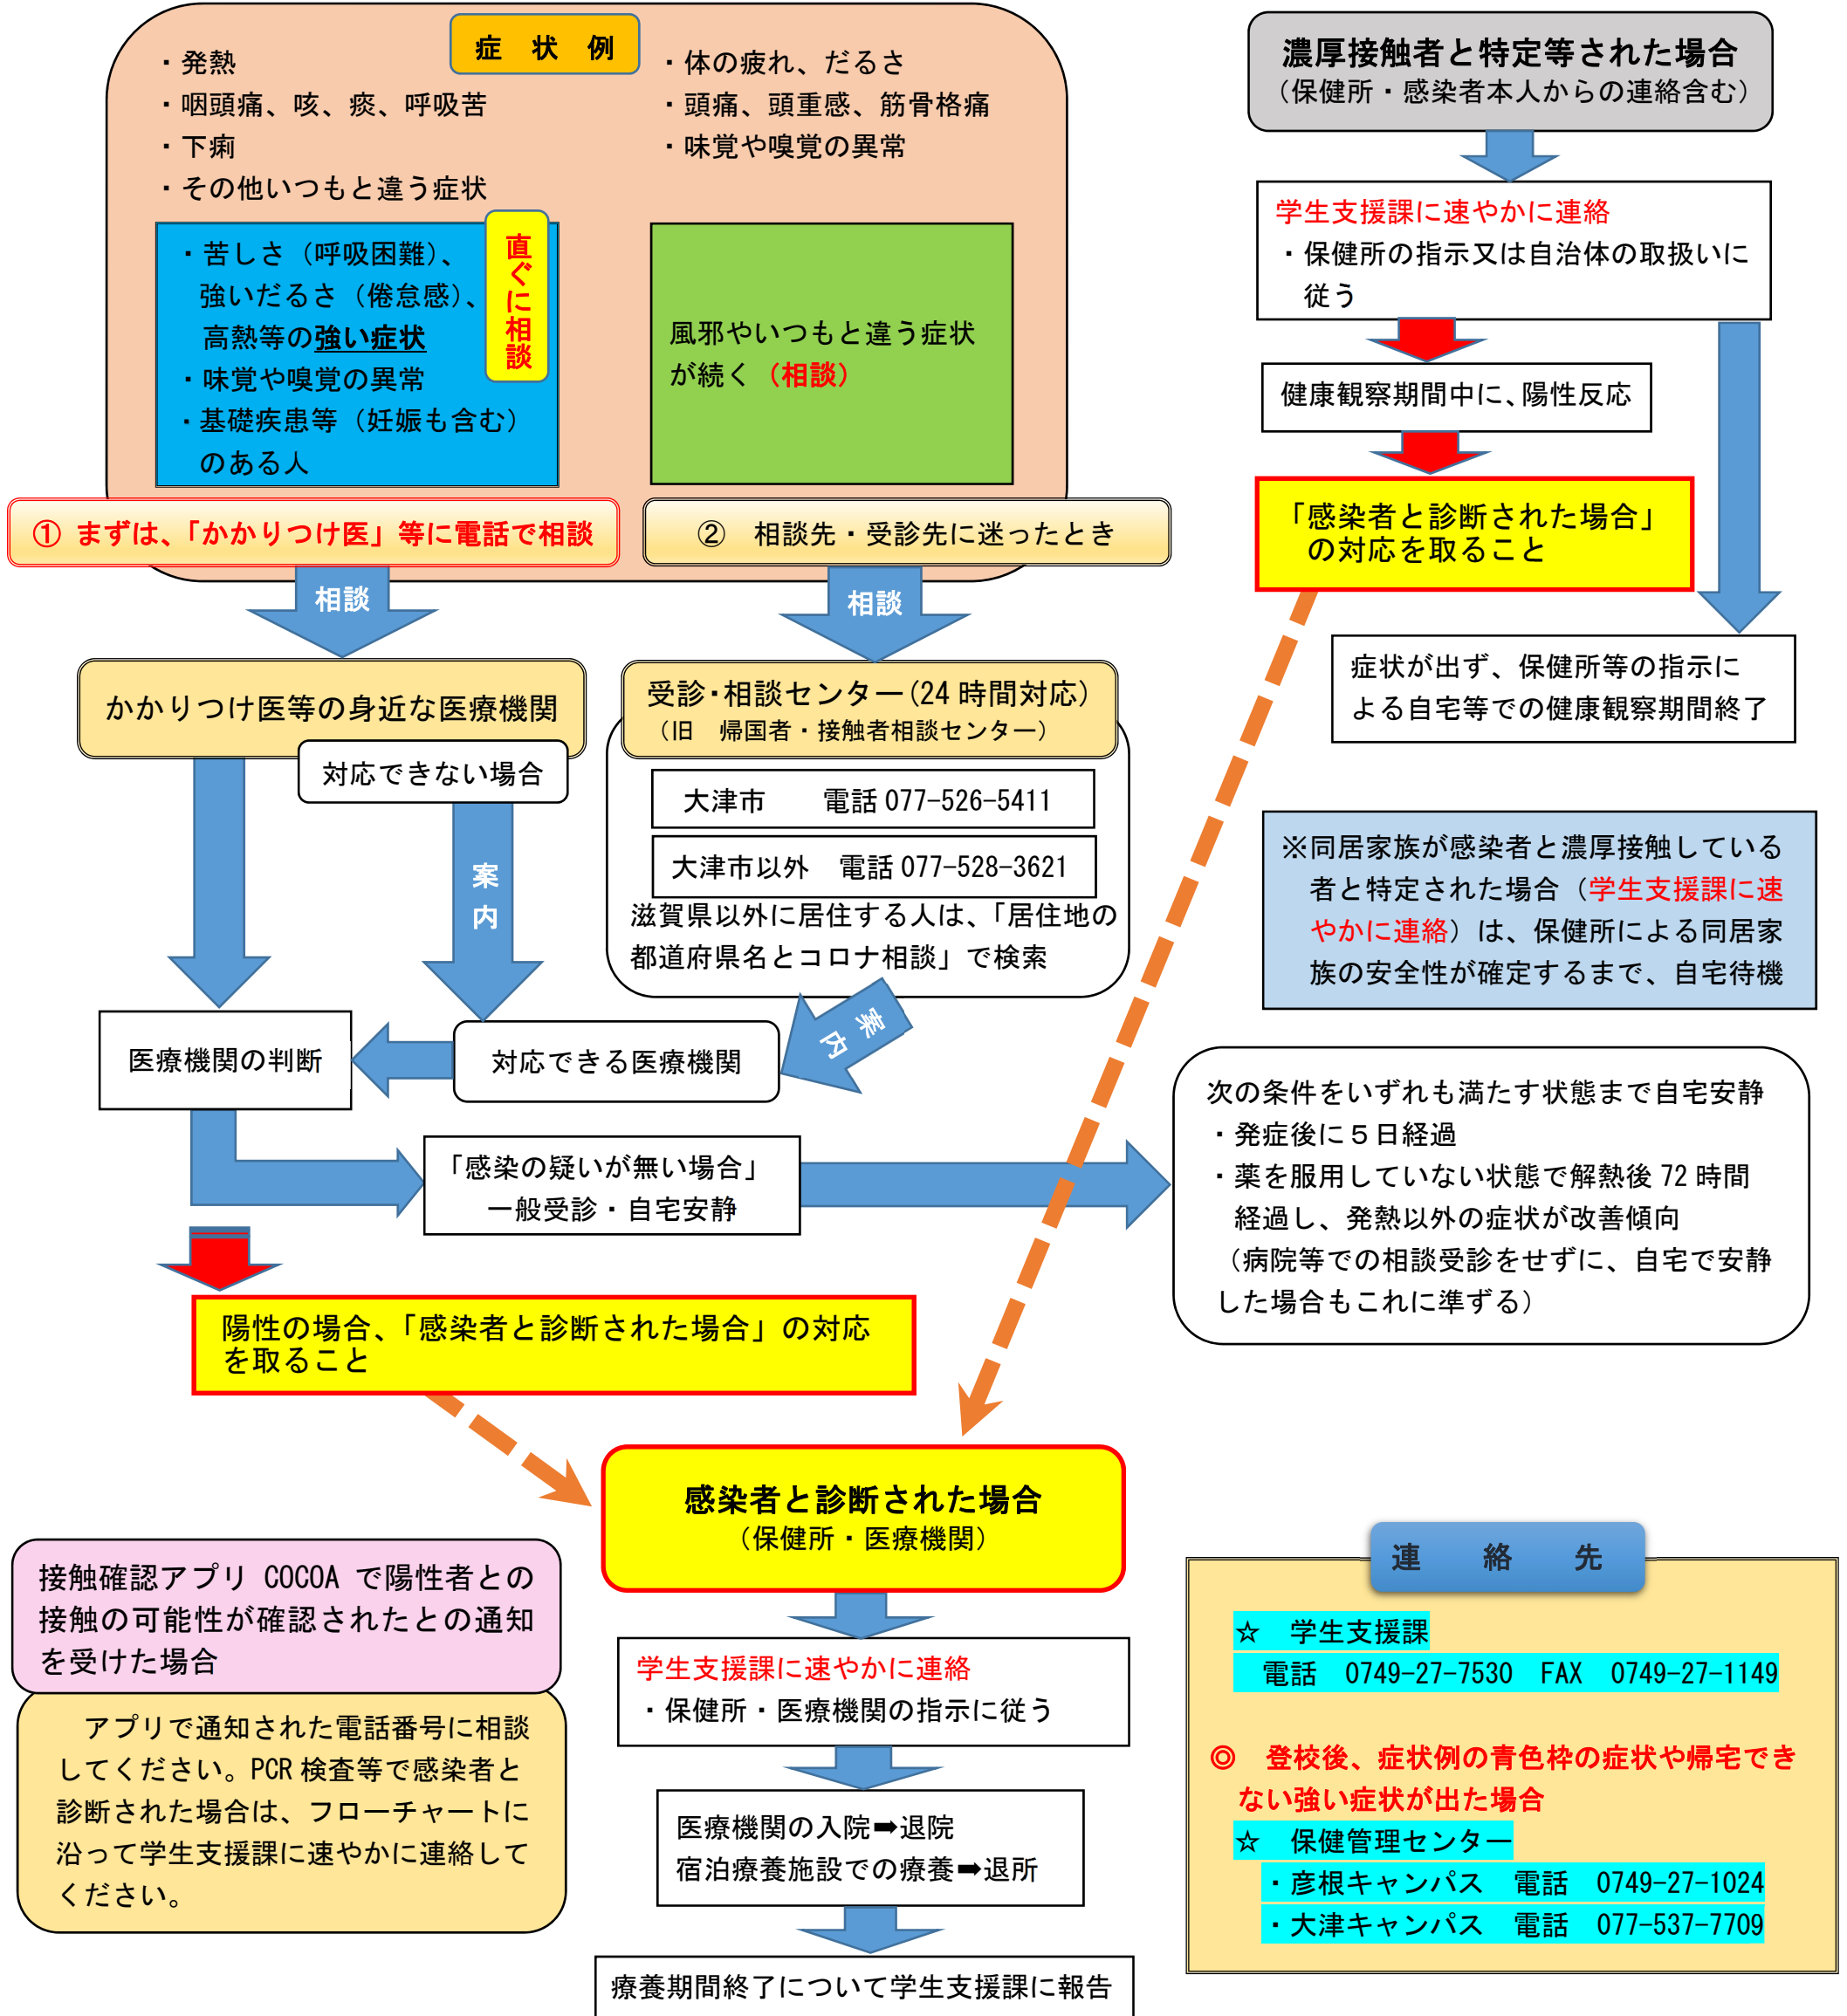 症 状 例
・発熱
・咽頭痛、咳、痰、呼吸苦
・下痢
・その他いつもと違う症状
・体の疲れ、だるさ
・頭痛、頭重感、筋骨格痛
・味覚や嗅覚の異常
・苦しさ（呼吸困難）、
強いだるさ（倦怠感）、
高熱等の強い症状
・味覚や嗅覚の異常
・基礎疾患等（妊娠も含む）
のある人
直ぐに相談
風邪やいつもと違う症状
が続く（相談）
① まずは、「かかりつけ医」等に電話で相談
② 相談先・受診先に迷ったとき
相談
相談
かかりつけ医等の身近な医療機関
対応できない場合
案内
受診・相談センター（24時間対応）
（旧　帰国者・接触者相談センター）
大津市　　電話 077-526-5411
大津市以外　電話 077-528-3621
滋賀県以外に居住する人は、「居住地の
都道府県名とコロナ相談」で検索
案内
医療機関の判断
対応できる医療機関
「感染の疑いが無い場合」
一般受診・自宅安静
陽性の場合、「感染者と診断された場合」の対応
を取ること
濃厚接触者と特定等された場合
（保健所・感染者本人からの連絡含む）
学生支援課に速やかに連絡
・保健所の指示又は自治体の取扱いに
従う
健康観察期間中に、陽性反応
「感染者と診断された場合」
の対応を取ること
症状が出ず、保健所等の指示に
よる自宅等での健康観察期間終了
※同居家族が感染者と濃厚接触している
者と特定された場合（学生支援課に速
やかに連絡）は、保健所による同居家
族の安全性が確定するまで、自宅待機
次の条件をいずれも満たす状態まで自宅安静
・発症後に５日経過
・薬を服用していない状態で解熱後 72 時間
経過し、発熱以外の症状が改善傾向
（病院等での相談受診をせずに、自宅で安静
した場合もこれに準ずる）
感染者と診断された場合
（保健所・医療機関）
学生支援課に速やかに連絡
・保健所・医療機関の指示に従う
医療機関の入院➡退院
宿泊療養施設での療養➡退所
療養期間終了について学生支援課に報告
接触確認アプリ COCOA で陽性者との
接触の可能性が確認されたとの通知
を受けた場合
アプリで通知された電話番号に相談
してください。PCR 検査等で感染者と
診断された場合は、フローチャートに
沿って学生支援課に速やかに連絡して
ください。
連　絡　先
☆　学生支援課
電話　0749-27-7530　FAX　0749-27-1149
◎　登校後、症状例の青色枠の症状や帰宅でき
ない強い症状が出た場合
☆　保健管理センター
・彦根キャンパス　電話　0749-27-1024
・大津キャンパス　電話　077-537-7709